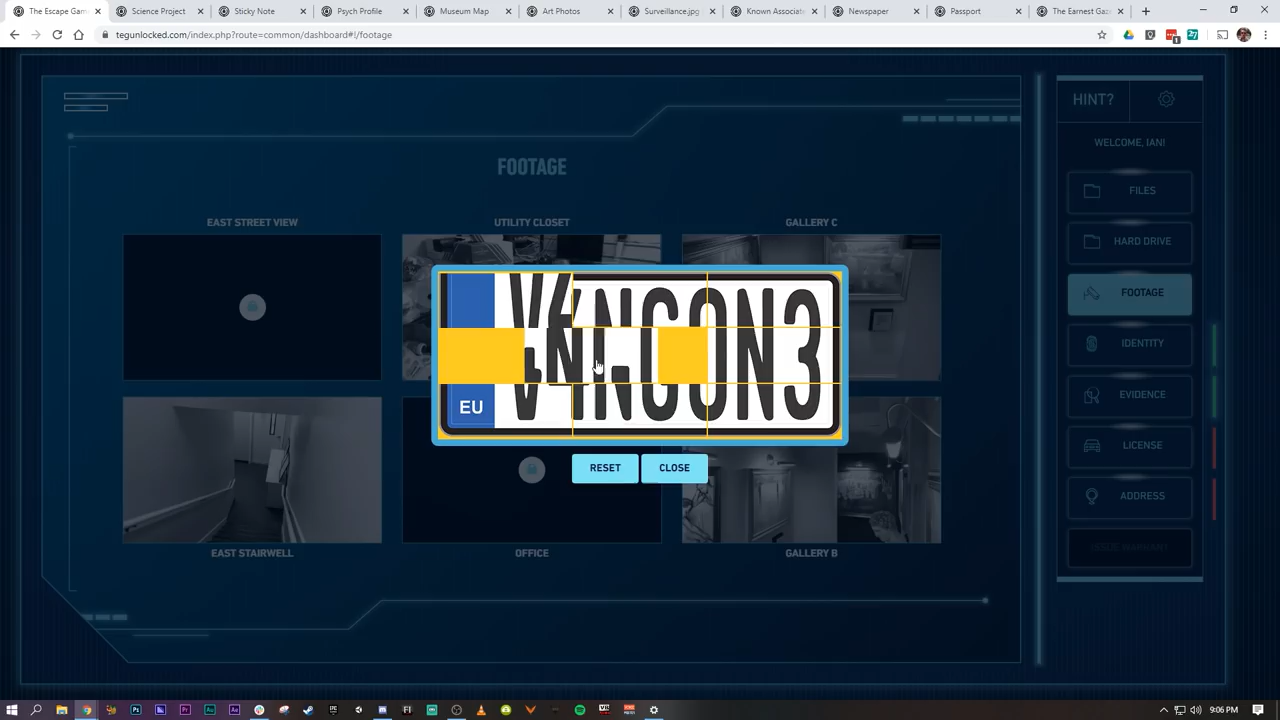 The Escape Gam
Science Project
Sticky Note
Psych Profile
Museum Map
Art Photos
Surveillance.jpg
Known Associat
Newspaper
Passport
The Earnest Gaz
tegunlocked.com/index.php?route=common/dashboard#!/footage
HINT?
WELCOME, IAN!
FOOTAGE
EAST STREET VIEW
UTILITY CLOSET
GALLERY C
FILES
HARD DRIVE
FOOTAGE
IDENTITY
EVIDENCE
LICENSE
ADDRESS
ISSUE WARRANT
EU
RESET
CLOSE
EAST STAIRWELL
OFFICE
GALLERY B
9:06 PM